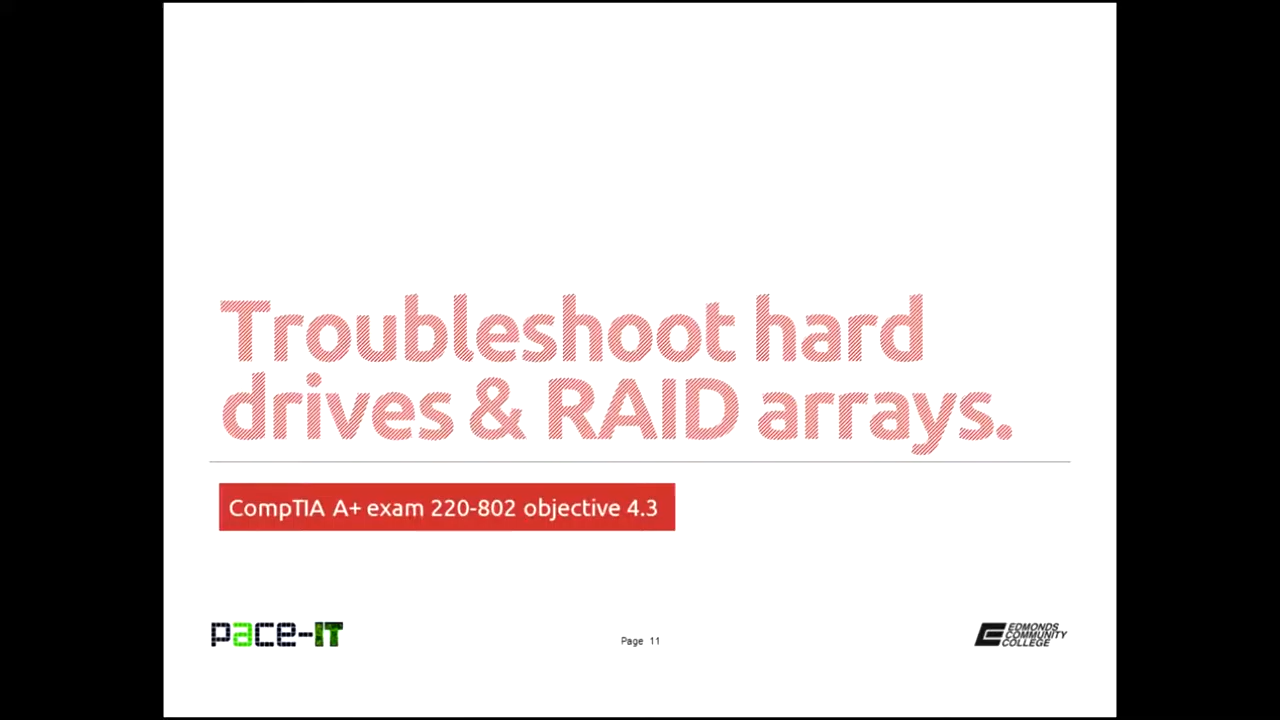 Troubleshoot hard
drives & RAID arrays.
CompTIA A+ exam 220-802 objective 4.3
pace-IT
Page 11
EDMONDS
COMMUNITY
COLLEGE